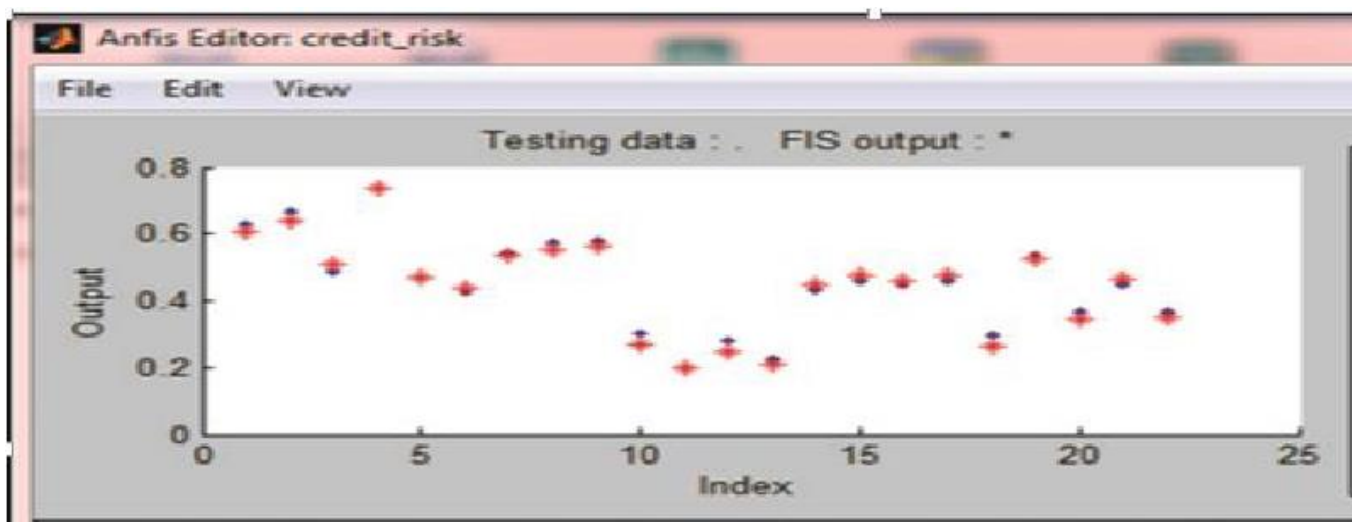 Anfis Editor: credit_risk
File Edit View
Testing data : . FIS output : *
0.8
0.6
0.4
0.2
0
Output
0 5 10 15 20 25
Index